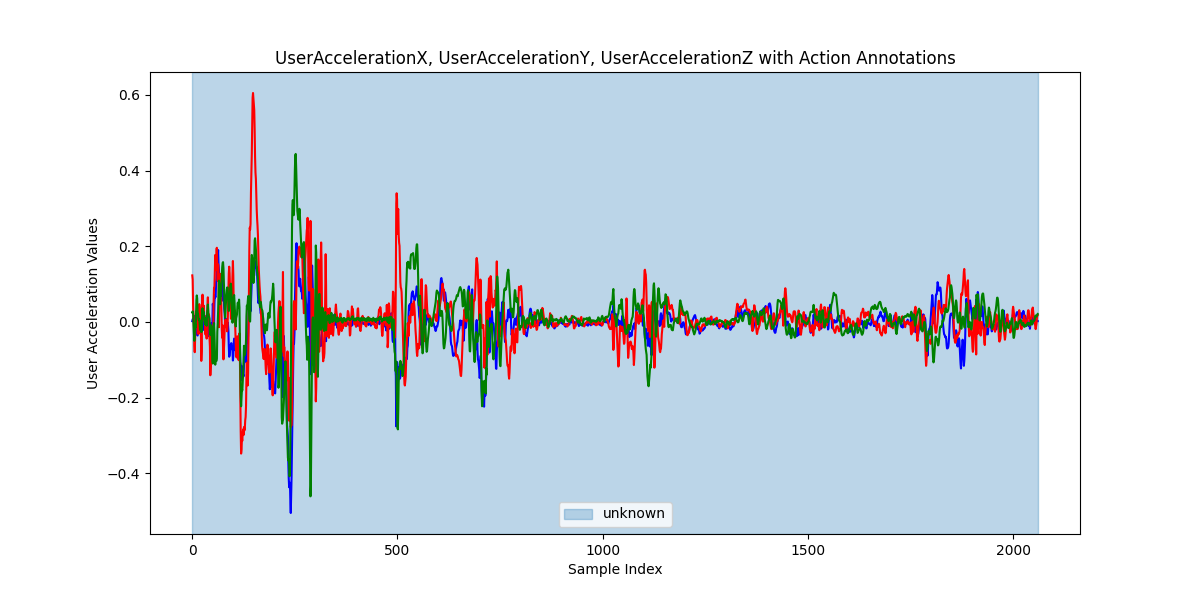 UserAccelerationX, UserAccelerationY, UserAccelerationZ with Action Annotations
User Acceleration Values
0.6
0.4
0.2
0.0
−0.2
−0.4
unknown
0 500 1000 1500 2000
Sample Index